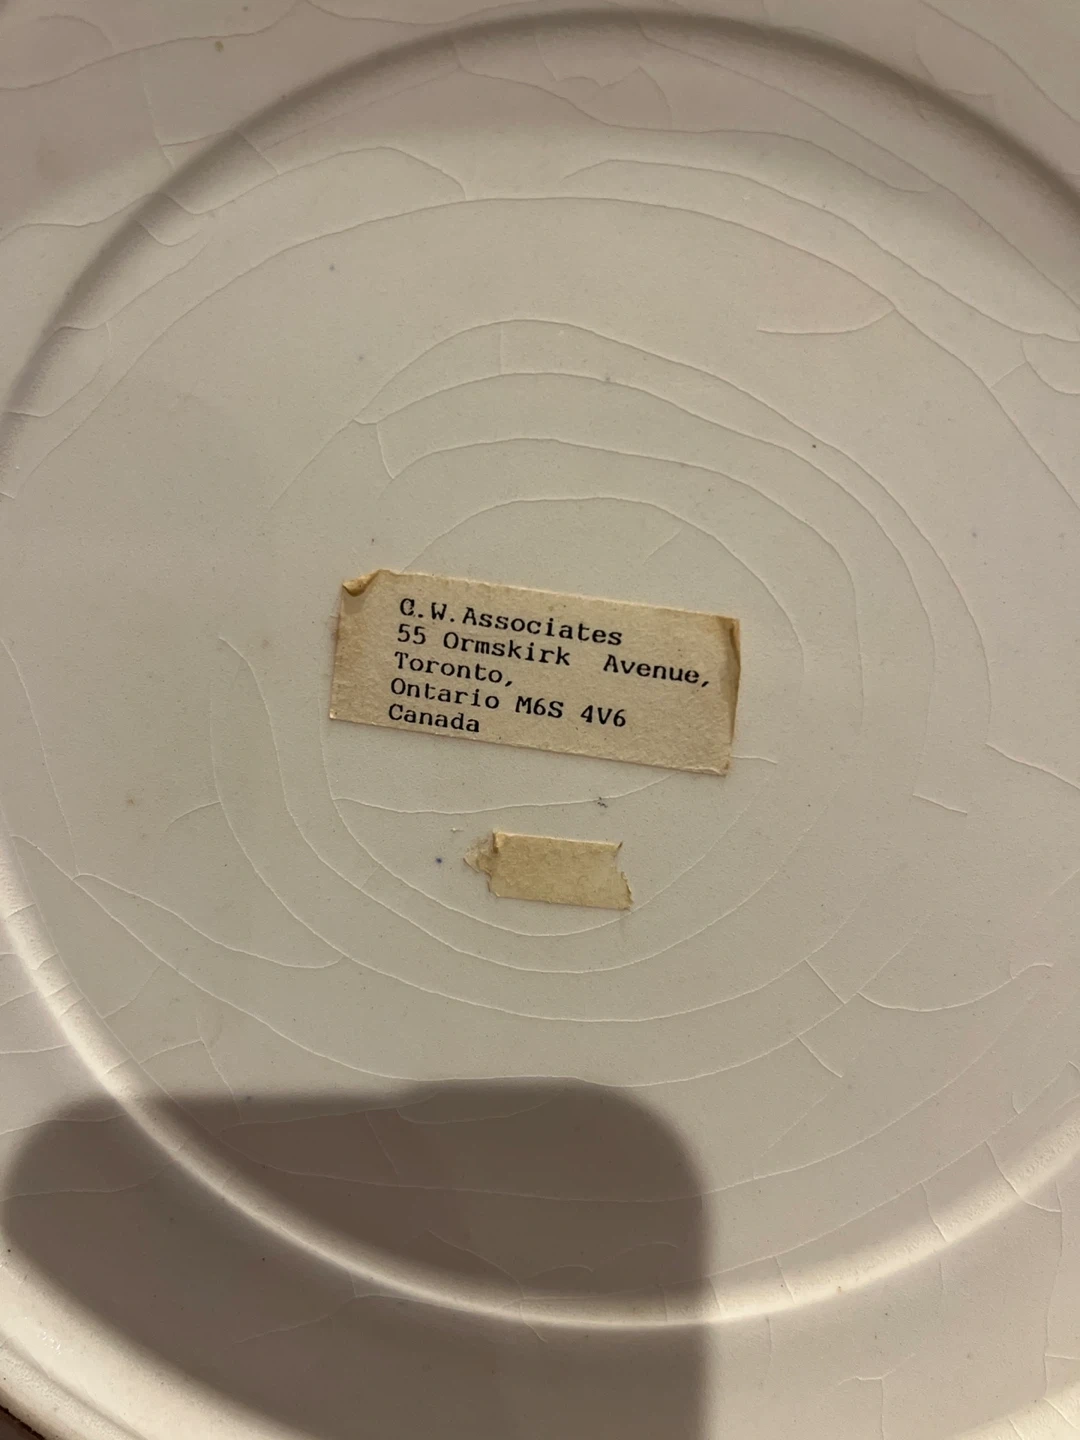 C.W.Associates
55 Ormskirk Avenue,
Toronto,
Ontario M6S 4V6
Canada